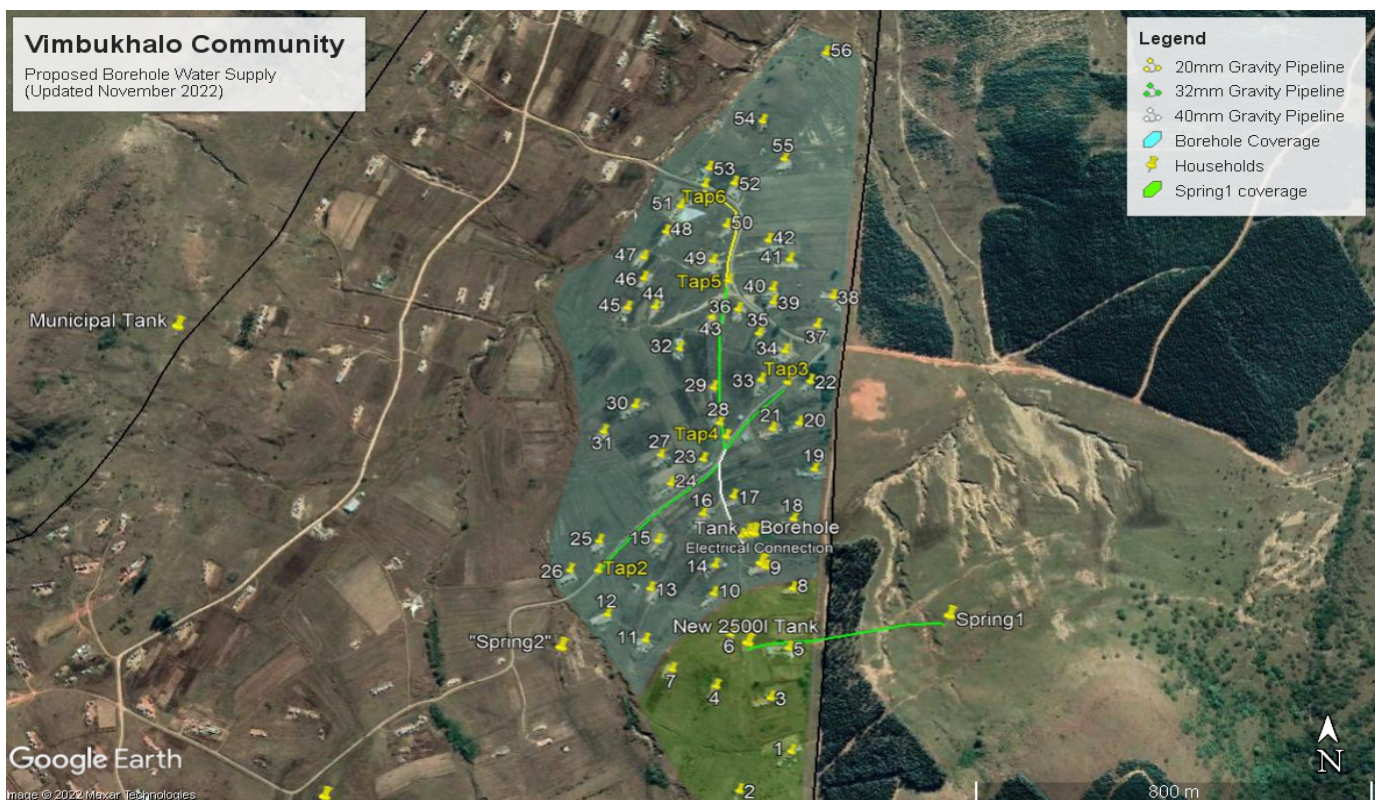 Vimbukhalo Community
Proposed Borehole Water Supply
(Updated November 2022)
Legend
20mm Gravity Pipeline
32mm Gravity Pipeline
40mm Gravity Pipeline
Borehole Coverage
Households
Spring1 coverage
56
54
55
53
52
Tap6
51
50
48
42
49
41
47
46
Tap5
40
45
44
36
39
38
43
35
37
32
34
Tap3
33
22
29
30
28
21
20
31
Tap4
27
23
19
24
16
17
18
Tank
Borehole
Electrical Connection
25
15
14
9
26
Tap2
13
10
8
12
Municipal Tank
"Spring2"
11
New 2500l Tank
6
5
Spring1
7
4
3
1
2
Google Earth
Image © 2022 Maxar Technologies
N
800 m